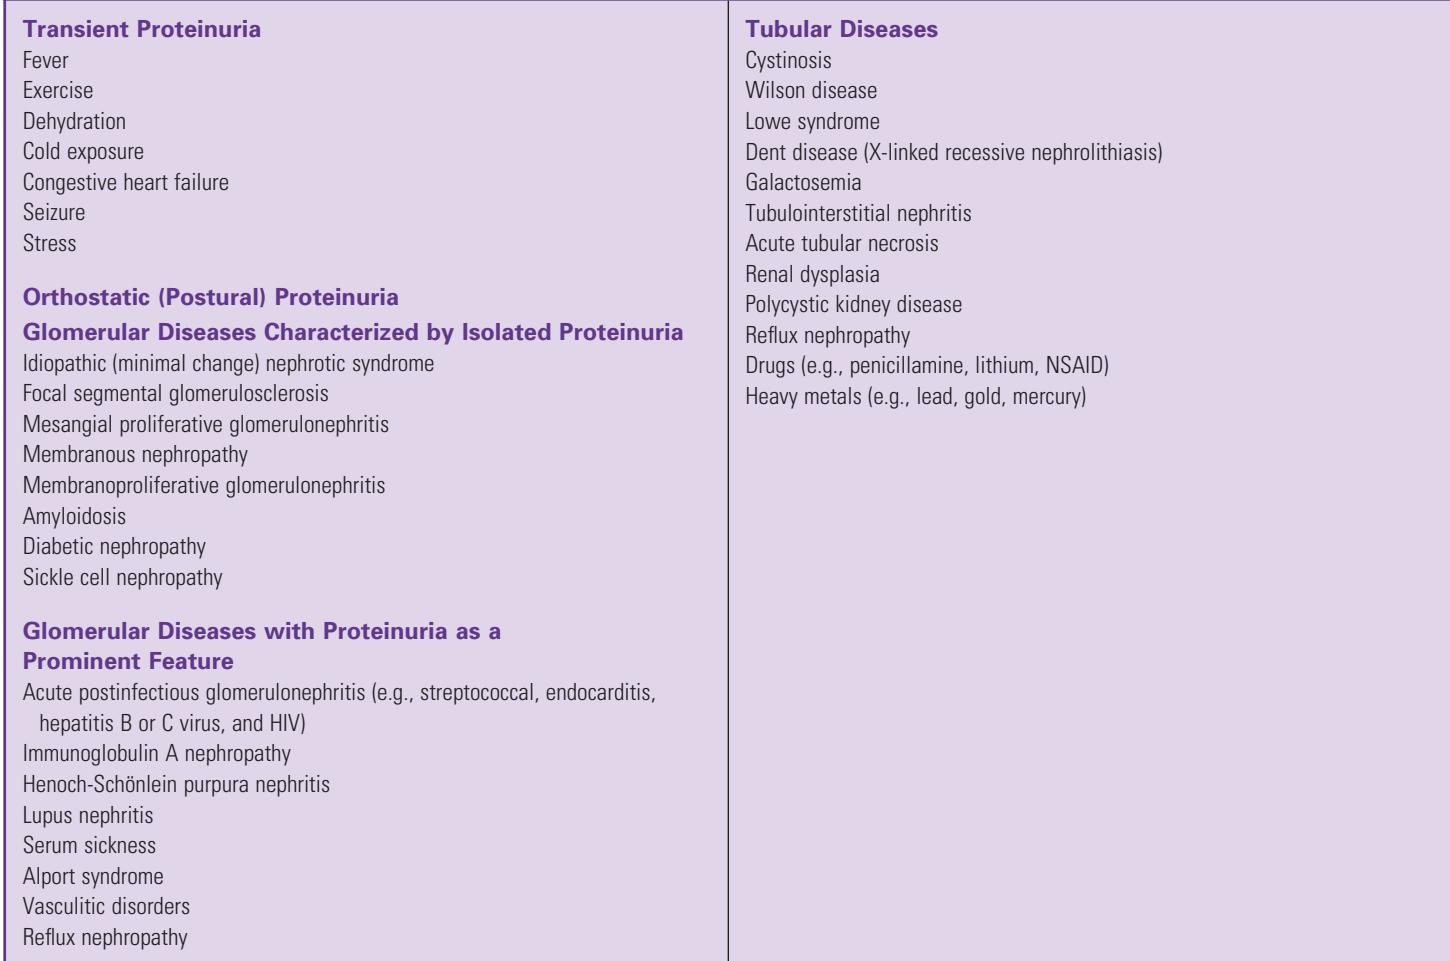 Transient Proteinuria
Fever
Exercise
Dehydration
Cold exposure
Congestive heart failure
Seizure
Stress
Orthostatic (Postural) Proteinuria
Glomerular Diseases Characterized by Isolated Proteinuria
Idiopathic (minimal change) nephrotic syndrome
Focal segmental glomerulosclerosis
Mesangial proliferative glomerulonephritis
Membranous nephropathy
Membranoproliferative glomerulonephritis
Amyloidosis
Diabetic nephropathy
Sickle cell nephropathy
Glomerular Diseases with Proteinuria as a
Prominent Feature
Acute postinfectious glomerulonephritis (e.g., streptococcal, endocarditis,
hepatitis B or C virus, and HIV)
Immunoglobulin A nephropathy
Henoch-Schönlein purpura nephritis
Lupus nephritis
Serum sickness
Alport syndrome
Vasculitic disorders
Reflux nephropathy
Tubular Diseases
Cystinosis
Wilson disease
Lowe syndrome
Dent disease (X-linked recessive nephrolithiasis)
Galactosemia
Tubulointerstitial nephritis
Acute tubular necrosis
Renal dysplasia
Polycystic kidney disease
Reflux nephropathy
Drugs (e.g., penicillamine, lithium, NSAID)
Heavy metals (e.g., lead, gold, mercury)